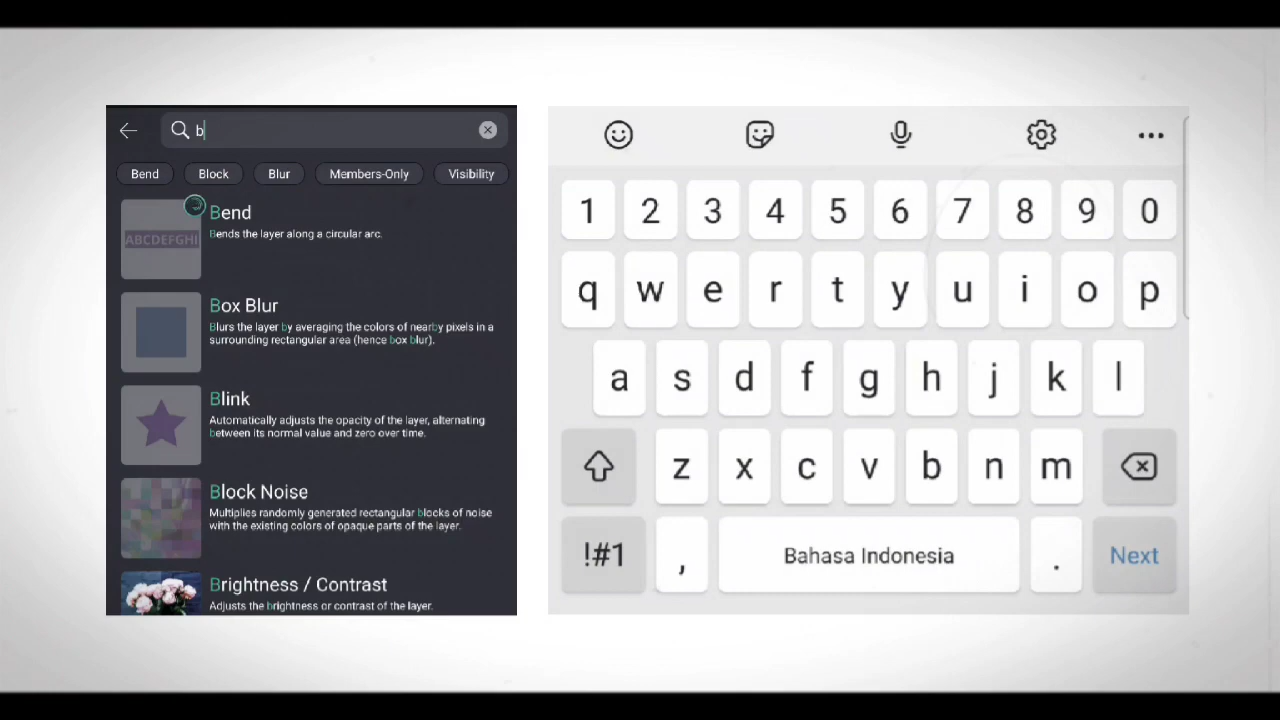 b
Bend Block Blur Members-Only Visibility
ABCDEFGHI
Bend
Bends the layer along a circular arc.
Box Blur
Blurs the layer by averaging the colors of nearby pixels in a
surrounding rectangular area (hence box blur).
Blink
Automatically adjusts the opacity of the layer, alternating
between its normal value and zero over time.
Block Noise
Multiplies randomly generated rectangular blocks of noise
with the existing colors of opaque parts of the layer.
Brightness / Contrast
Adjusts the brightness or contrast of the layer.
1 2 3 4 5 6 7 8 9 0
q w e r t y u i o p
a s d f g h j k l
z x c v b n m
!#1 , Bahasa Indonesia . Next